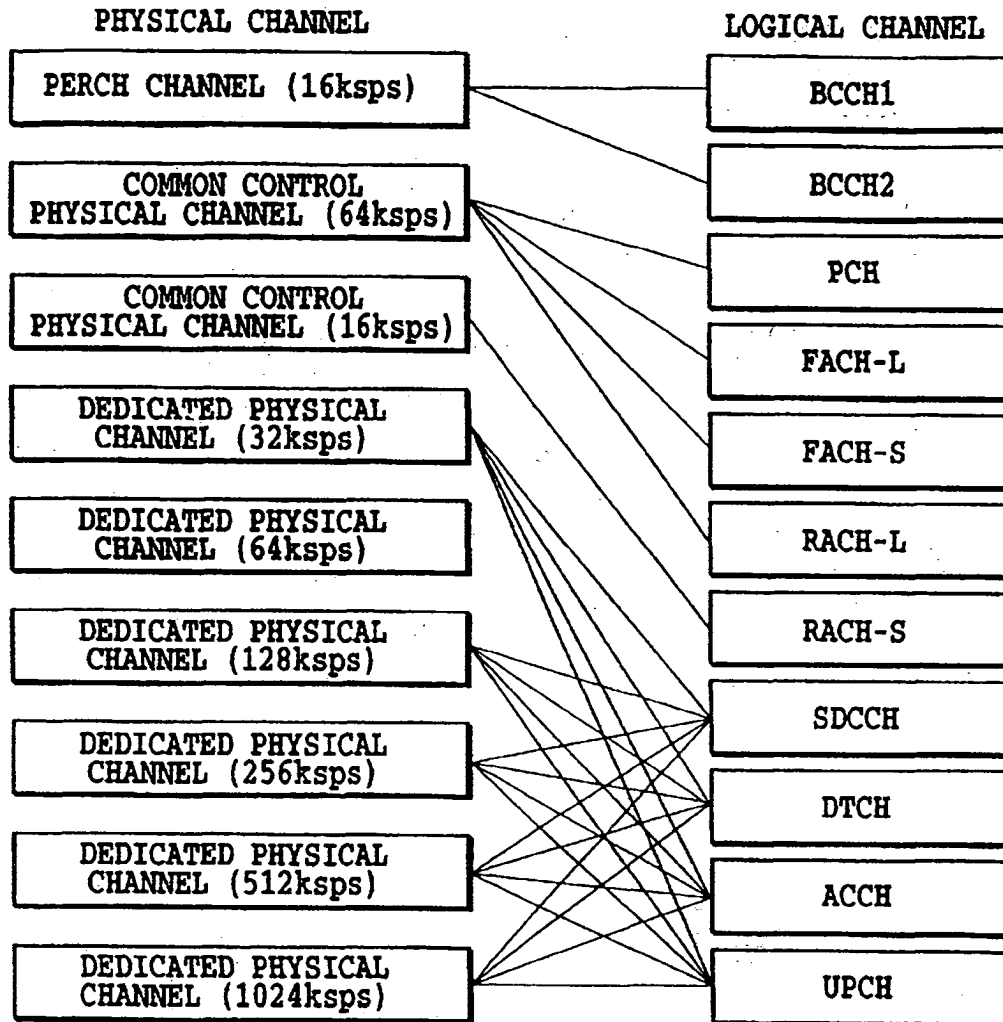 PHYSICAL CHANNEL
PERCH CHANNEL (16ksps)
COMMON CONTROL
PHYSICAL CHANNEL (64ksps)
COMMON CONTROL
PHYSICAL CHANNEL (16ksps)
DEDICATED PHYSICAL
CHANNEL (32ksps)
DEDICATED PHYSICAL
CHANNEL (64ksps)
DEDICATED PHYSICAL
CHANNEL (128ksps)
DEDICATED PHYSICAL
CHANNEL (256ksps)
DEDICATED PHYSICAL
CHANNEL (512ksps)
DEDICATED PHYSICAL
CHANNEL (1024ksps)
LOGICAL CHANNEL
BCCH1
BCCH2
PCH
FACH-L
FACH-S
RACH-L
RACH-S
SDCCH
DTCH
ACCH
UPCH